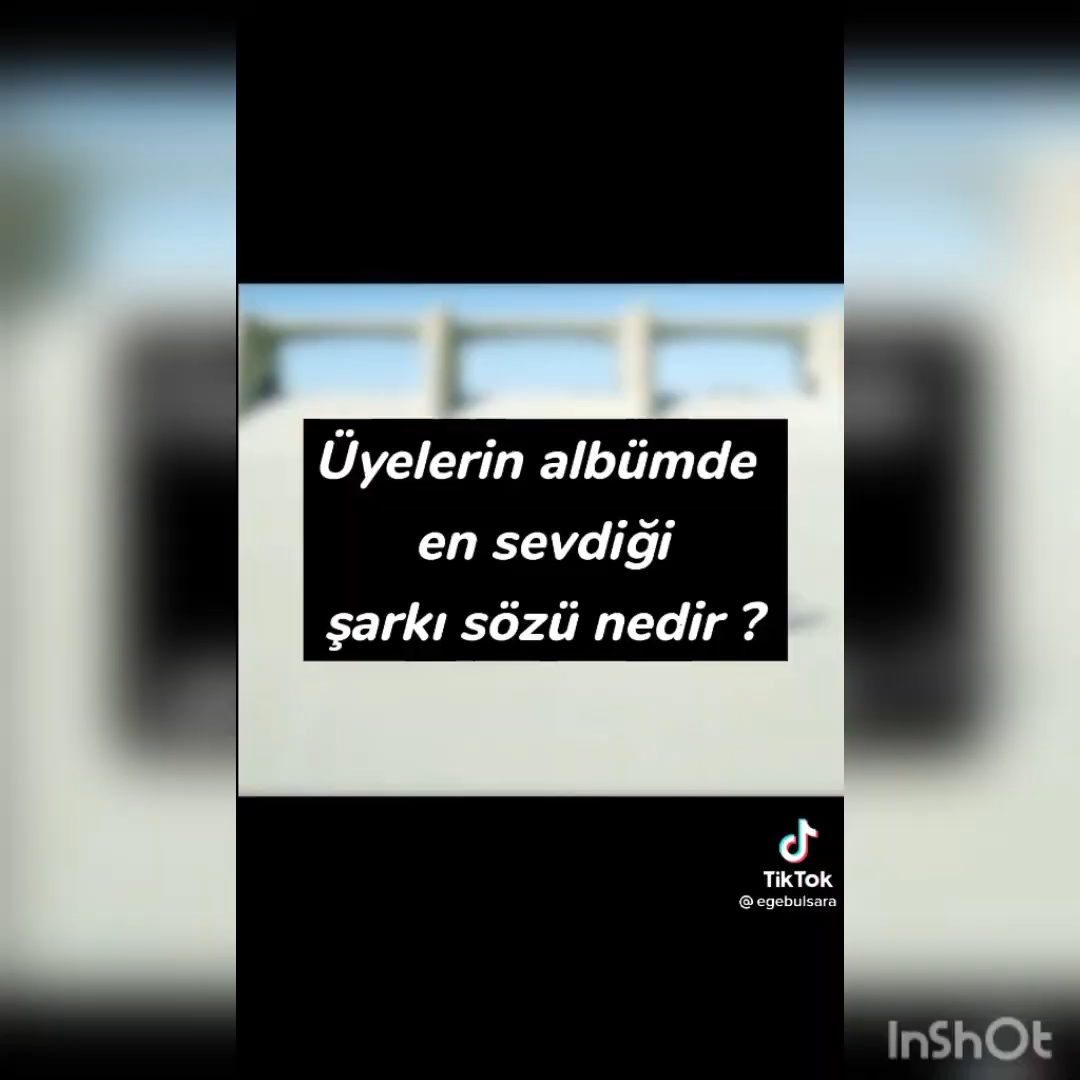 Üyelerin albümde
en sevdiği
şarkı sözü nedir ?
TikTok
@egebulsara
InShOt